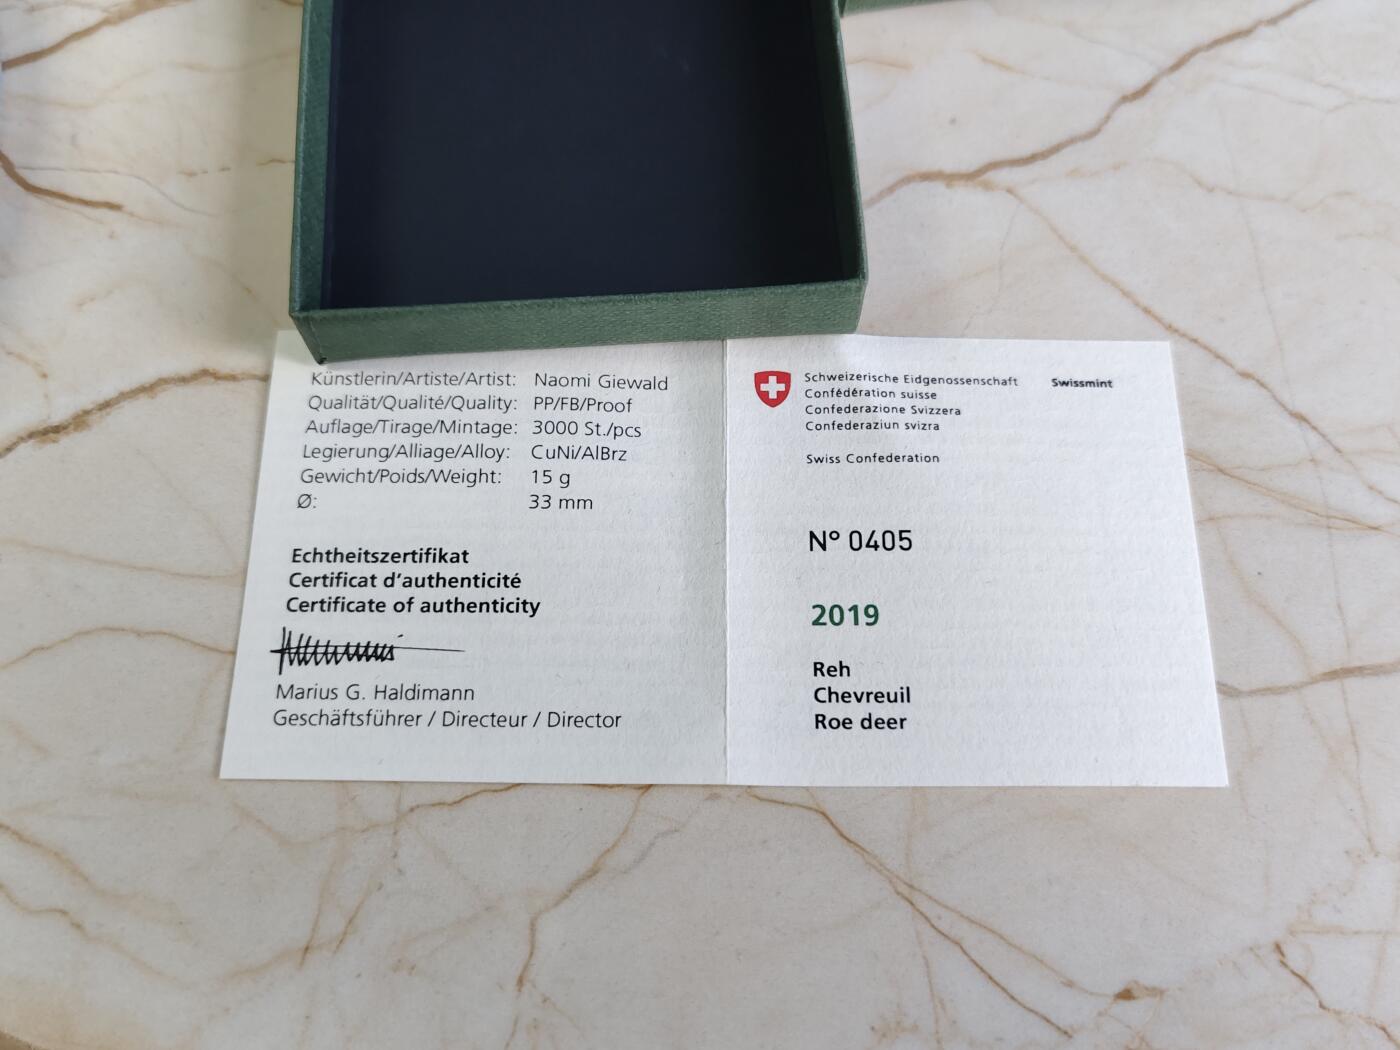 Künstlerin/Artiste/Artist: Naomi Giewald
Qualität/Qualité/Quality: PP/FB/Proof
Auflage/Tirage/Mintage: 3000 St./pcs
Legierung/Alliage/Alloy: CuNi/AlBrz
Gewicht/Poids/Weight: 15 g
Ø: 33 mm
Echtheitszertifikat
Certificat d'authenticité
Certificate of authenticity
Marius G. Haldimann
Geschäftsführer / Directeur / Director
Schweizerische Eidgenossenschaft Swissmint
Confédération suisse
Confederazione Svizzera
Confederaziun svizra
Swiss Confederation
N° 0405
2019
Reh
Chevreuil
Roe deer